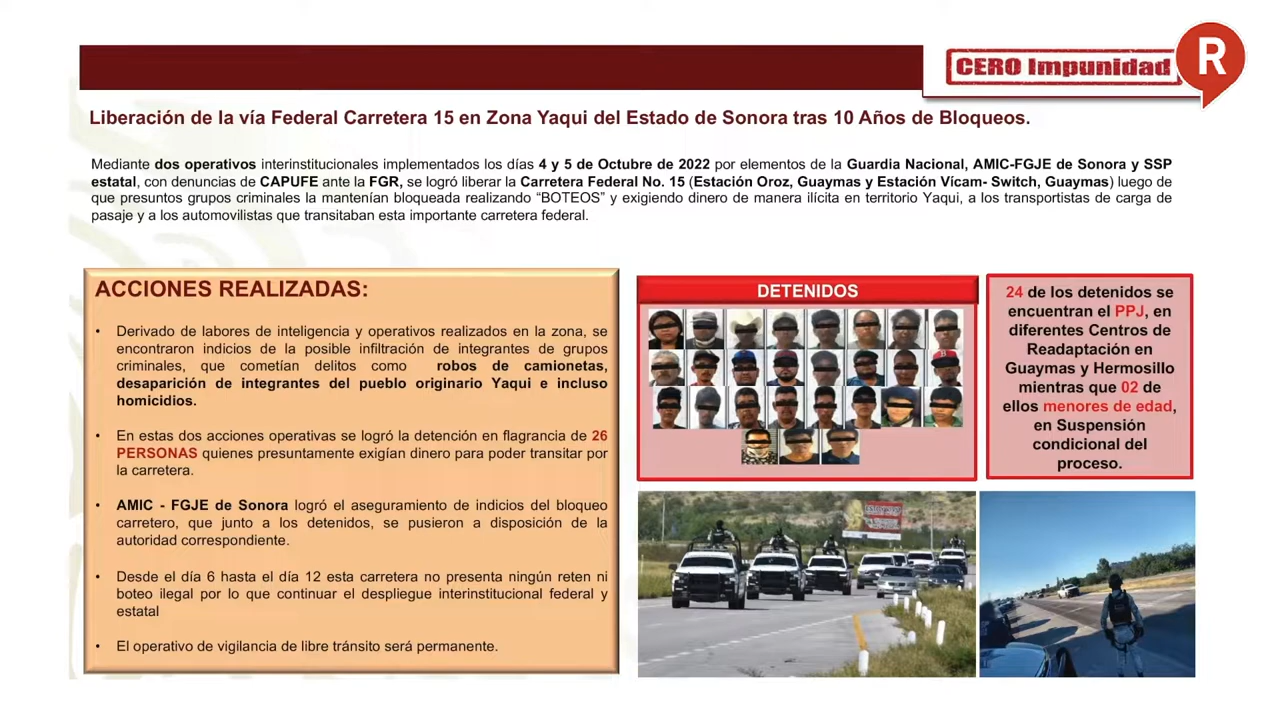 CERO Impunidad
R
Liberación de la vía Federal Carretera 15 en Zona Yaqui del Estado de Sonora tras 10 Años de Bloqueos.
Mediante dos operativos interinstitucionales implementados los días 4 y 5 de Octubre de 2022 por elementos de la Guardia Nacional, AMIC-FGJE de Sonora y SSP
estatal, con denuncias de CAPUFE ante la FGR, se logró liberar la Carretera Federal No. 15 (Estación Oroz, Guaymas y Estación Vícam- Switch, Guaymas) luego de
que presuntos grupos criminales la mantenían bloqueada realizando “BOTEOS” y exigiendo dinero de manera ilícita en territorio Yaqui, a los transportistas de carga de
pasaje y a los automovilistas que transitaban esta importante carretera federal.
ACCIONES REALIZADAS:
• Derivado de labores de inteligencia y operativos realizados en la zona, se
encontraron indicios de la posible infiltración de integrantes de grupos
criminales, que cometían delitos como robos de camionetas,
desaparición de integrantes del pueblo originario Yaqui e incluso
homicidios.
• En estas dos acciones operativas se logró la detención en flagrancia de 26
PERSONAS quienes presuntamente exigían dinero para poder transitar por
la carretera.
• AMIC - FGJE de Sonora logró el aseguramiento de indicios del bloqueo
carretero, que junto a los detenidos, se pusieron a disposición de la
autoridad correspondiente.
• Desde el día 6 hasta el día 12 esta carretera no presenta ningún reten ni
boteo ilegal por lo que continuar el despliegue interinstitucional federal y
estatal
• El operativo de vigilancia de libre tránsito será permanente.
DETENIDOS
24 de los detenidos se
encuentran el PPJ, en
diferentes Centros de
Readaptación en
Guaymas y Hermosillo
mientras que 02 de
ellos menores de edad,
en Suspensión
condicional del
proceso.